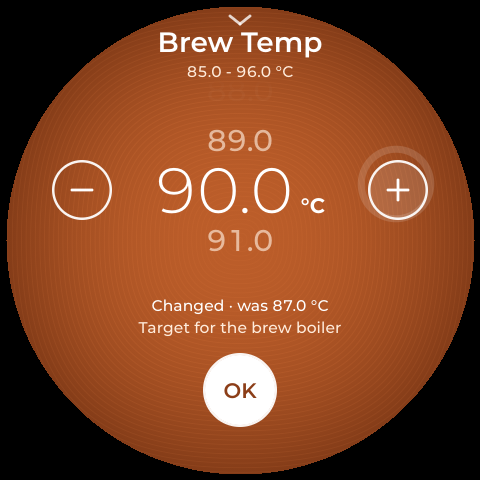 Brew Temp
85.0 - 96.0 °C
89.0
− 90.0 °C +
91.0
Changed · was 87.0 °C
Target for the brew boiler
OK